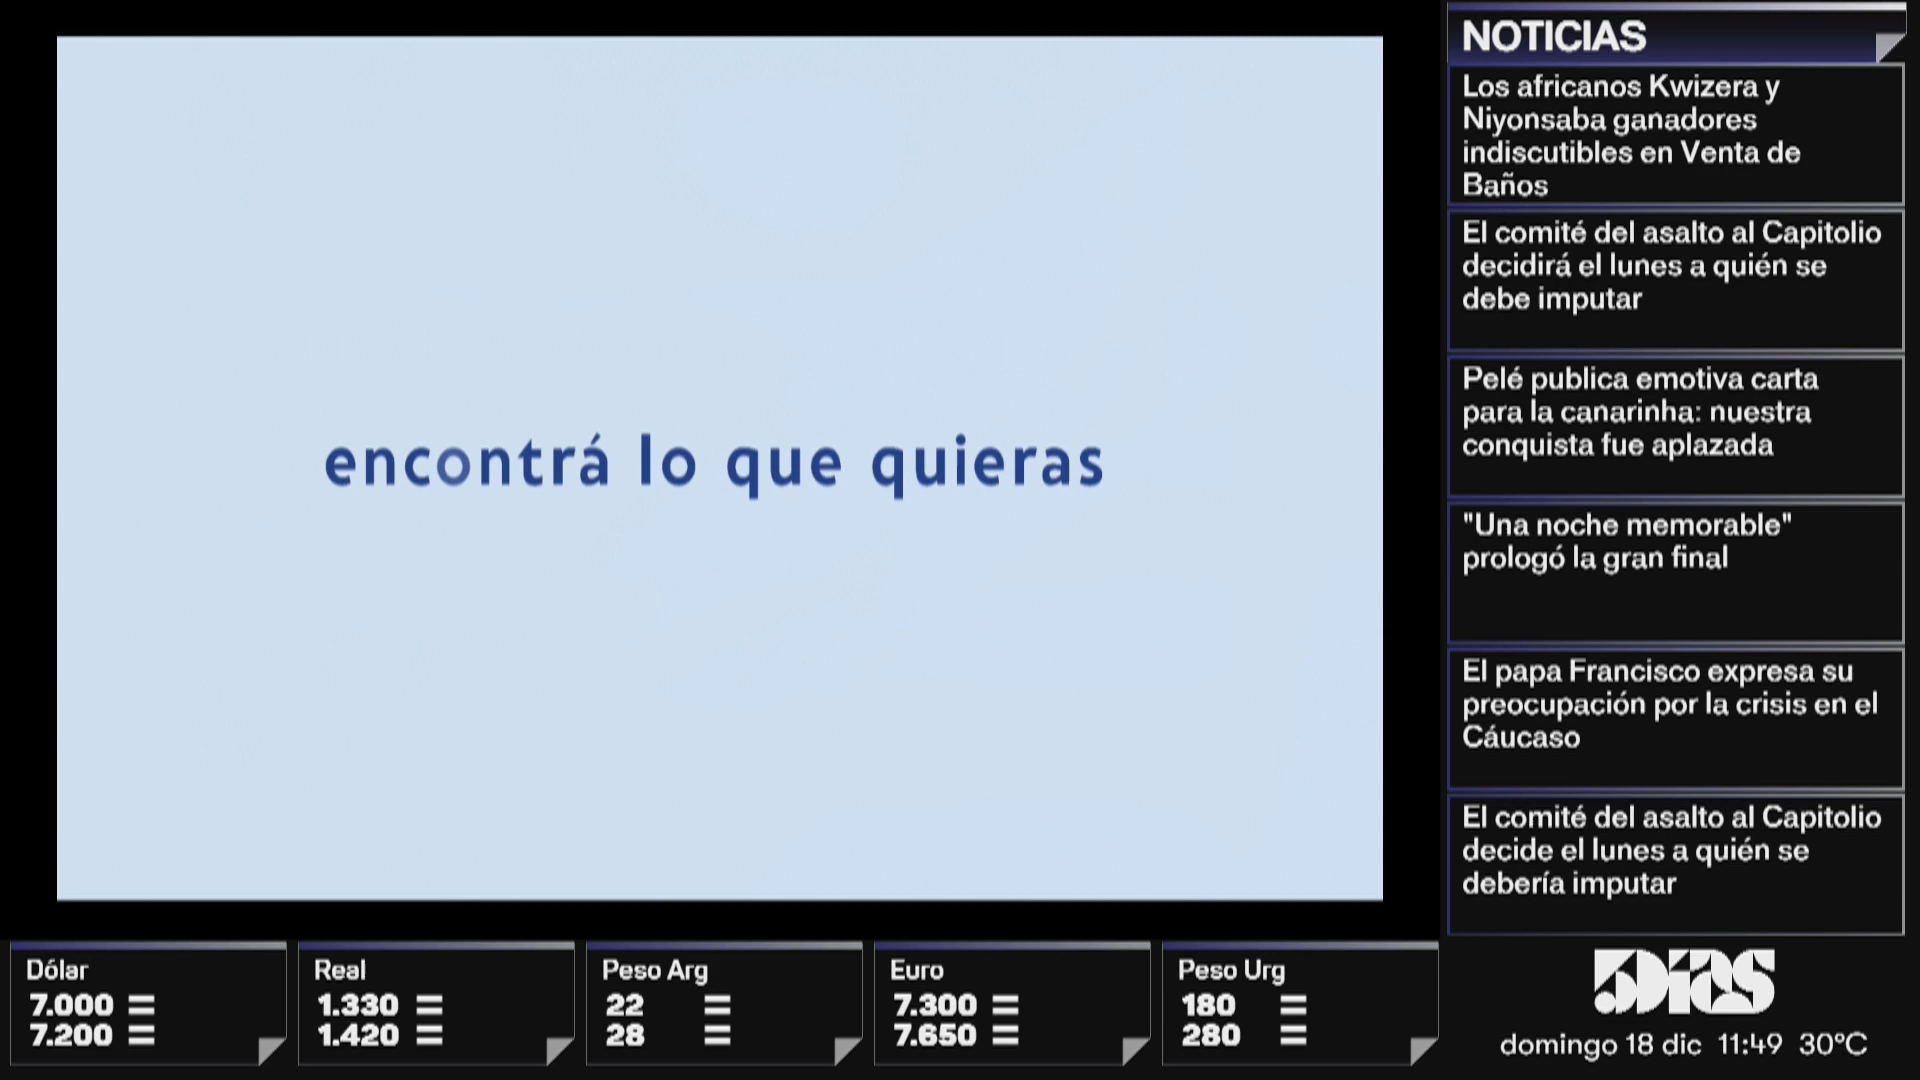 encontrá lo que quieras
NOTICIAS
Los africanos Kwizera y
Niyonsaba ganadores
indiscutibles en Venta de
Baños
El comité del asalto al Capitolio
decidirá el lunes a quién se
debe imputar
Pelé publica emotiva carta
para la canarinha: nuestra
conquista fue aplazada
"Una noche memorable"
prologó la gran final
El papa Francisco expresa su
preocupación por la crisis en el
Cáucaso
El comité del asalto al Capitolio
decide el lunes a quién se
debería imputar
Dólar
7.000
7.200
Real
1.330
1.420
Peso Arg
22
28
Euro
7.300
7.650
Peso Urg
180
280
5DÍAS
domingo 18 dic 11:49 30°C